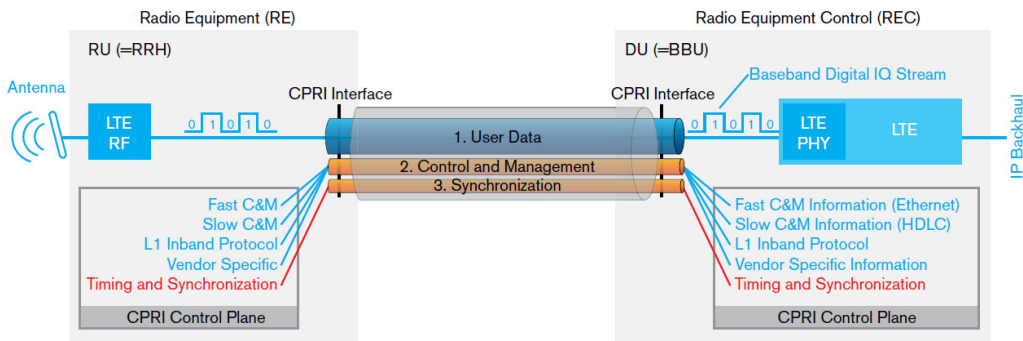 Radio Equipment (RE)
Radio Equipment Control (REC)
RU (=RRH)
DU (=BBU)
Baseband Digital IQ Stream
Antenna
CPRI Interface
CPRI Interface
LTE
RF
0 1 0 1 0
1. User Data
0 1 0 1 0
LTE
PHY
LTE
IP Backhaul
2. Control and Management
3. Synchronization
Fast C&M
Slow C&M
L1 Inband Protocol
Vendor Specific
Timing and Synchronization
CPRI Control Plane
Fast C&M Information (Ethernet)
Slow C&M Information (HDLC)
L1 Inband Protocol
Vendor Specific Information
Timing and Synchronization
CPRI Control Plane